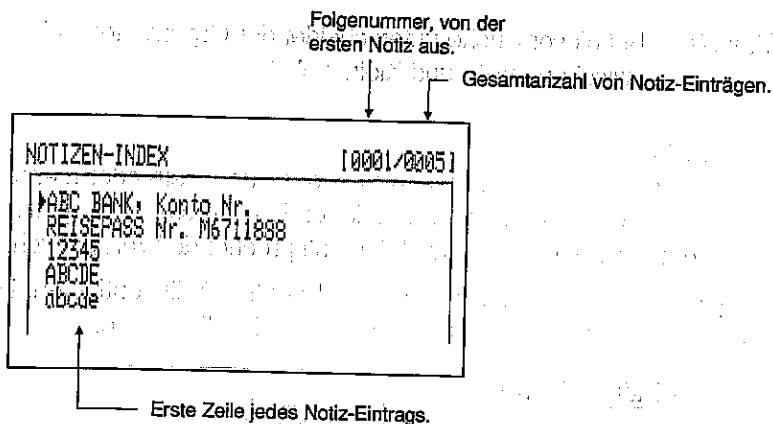 Folgenummer, von der
ersten Notiz aus.
Gesamtanzahl von Notiz-Einträgen.
NOTIZEN-INDEX [0001/0005]
ABC BANK: Konto Nr.
REISEPASS Nr. M6711898
12345
ABCDE
abcde
Erste Zeile jedes Notiz-Eintrags.